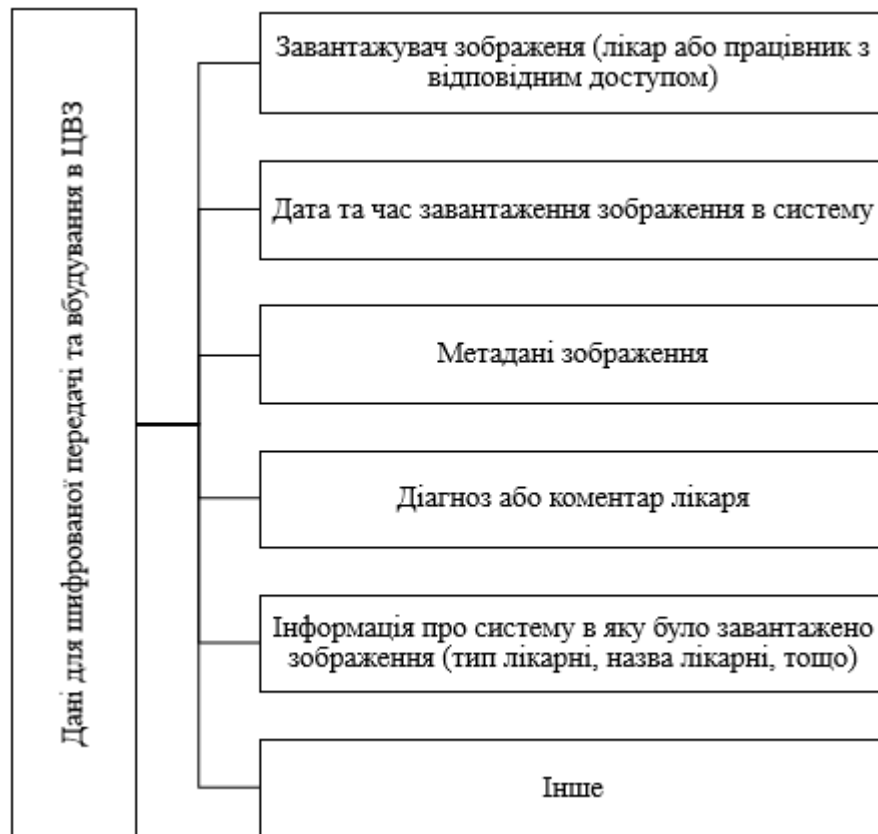 Дані для шифрованої передачі та вбудування в ЦВЗ
Завантажувач зображеня (лікар або працівник з
відповідним доступом)
Дата та час завантаження зображення в систему
Метадані зображення
Діагноз або коментар лікаря
Інформація про систему в яку було завантажено
зображення (тип лікарні, назва лікарні, тощо)
Інше